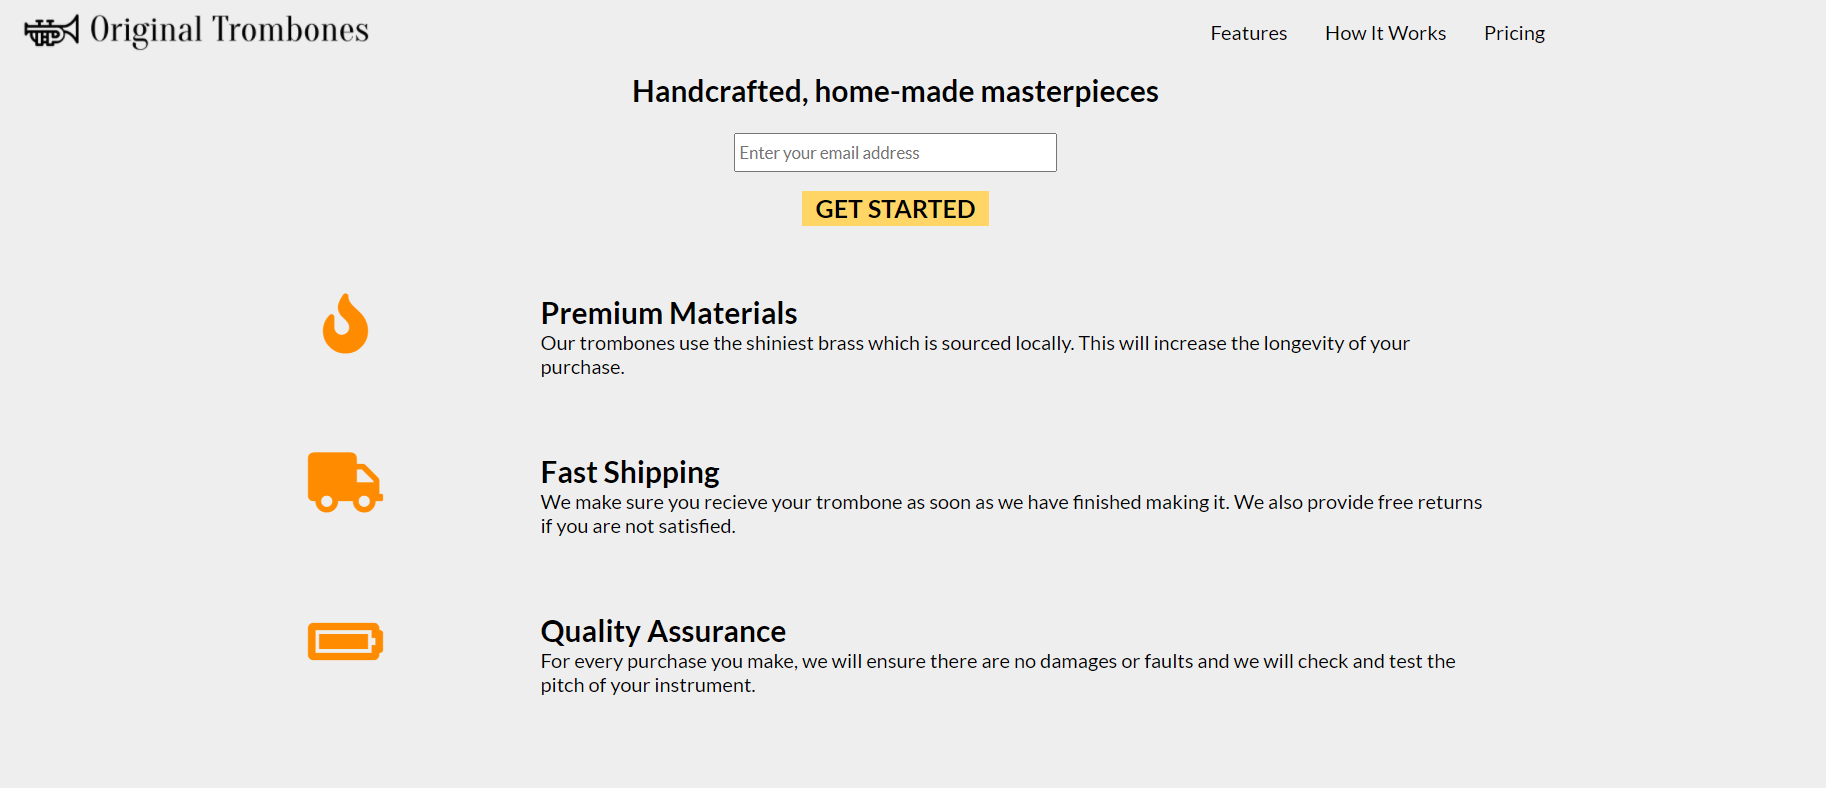 Original Trombones
Features
How It Works
Pricing
Handcrafted, home-made masterpieces
Enter your email address
GET STARTED
Premium Materials
Our trombones use the shiniest brass which is sourced locally. This will increase the longevity of your
purchase.
Fast Shipping
We make sure you recieve your trombone as soon as we have finished making it. We also provide free returns
if you are not satisfied.
Quality Assurance
For every purchase you make, we will ensure there are no damages or faults and we will check and test the
pitch of your instrument.